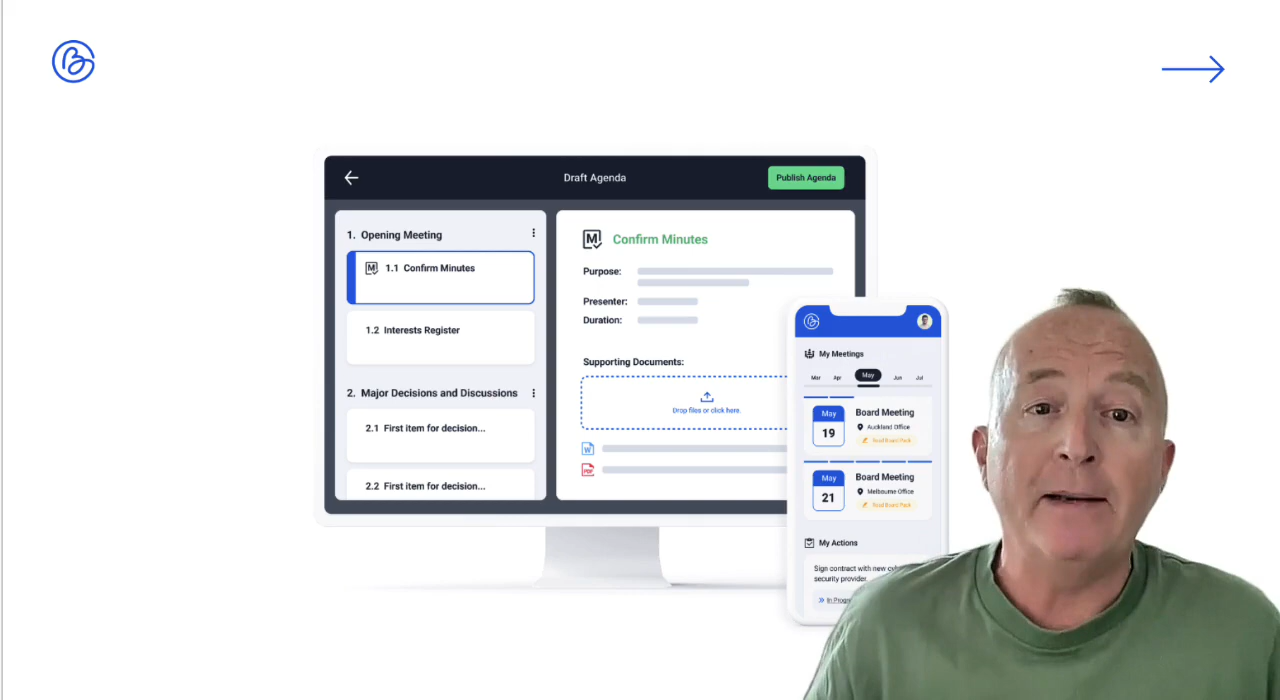 Draft Agenda
Publish Agenda
1. Opening Meeting
1.1 Confirm Minutes
1.2 Interests Register
2. Major Decisions and Discussions
2.1 First item for decision...
2.2 First item for decision...
Confirm Minutes
Purpose:
Presenter:
Duration:
Supporting Documents:
Drop files or click here.
W
PDF
My Meetings
Mar Apr May Jun Jul
May
19
Board Meeting
Auckland Office
Read Board Pack
May
21
Board Meeting
Melbourne Office
Read Board Pack
My Actions
Sign contract with new
security provider.
In